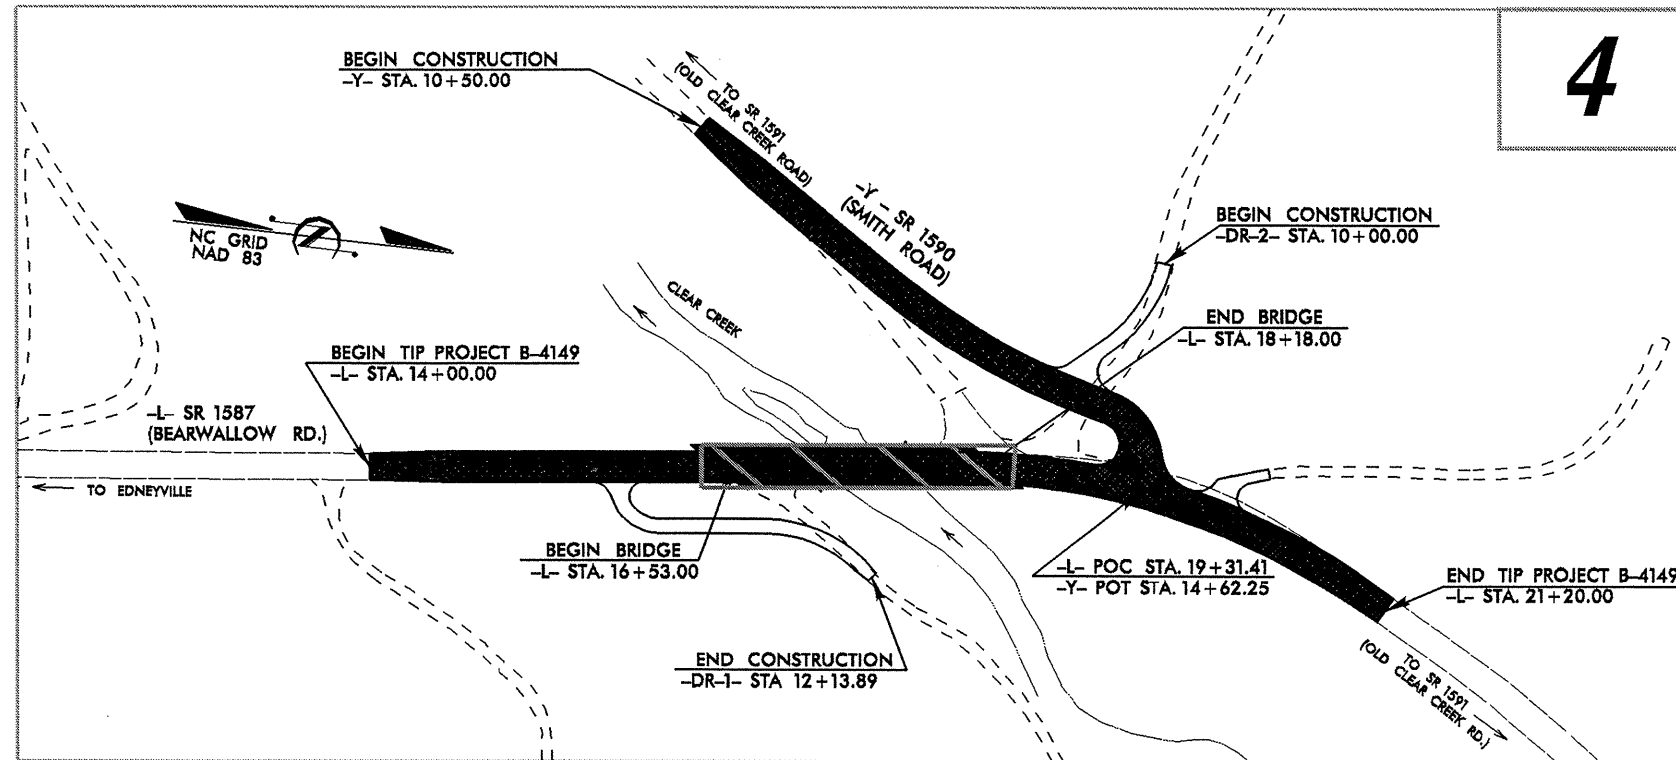 4
BEGIN CONSTRUCTION
-Y- STA. 10+50.00
TO SR 1591
(OLD CLEAR CREEK ROAD)
-Y- SR 1590
(SMITH ROAD)
NC GRID
NAD 83
BEGIN CONSTRUCTION
-DR-2- STA. 10+00.00
CLEAR CREEK
END BRIDGE
-L- STA. 18+18.00
BEGIN TIP PROJECT B-4149
-L- STA. 14+00.00
-L- SR 1587
(BEARWALLOW RD.)
TO EDNEYVILLE
BEGIN BRIDGE
-L- STA. 16+53.00
-L- POC STA. 19+31.41
-Y- POT STA. 14+62.25
END TIP PROJECT B-4149
-L- STA. 21+20.00
END CONSTRUCTION
-DR-1- STA 12+13.89
TO SR 1591
(OLD CLEAR CREEK RD.)